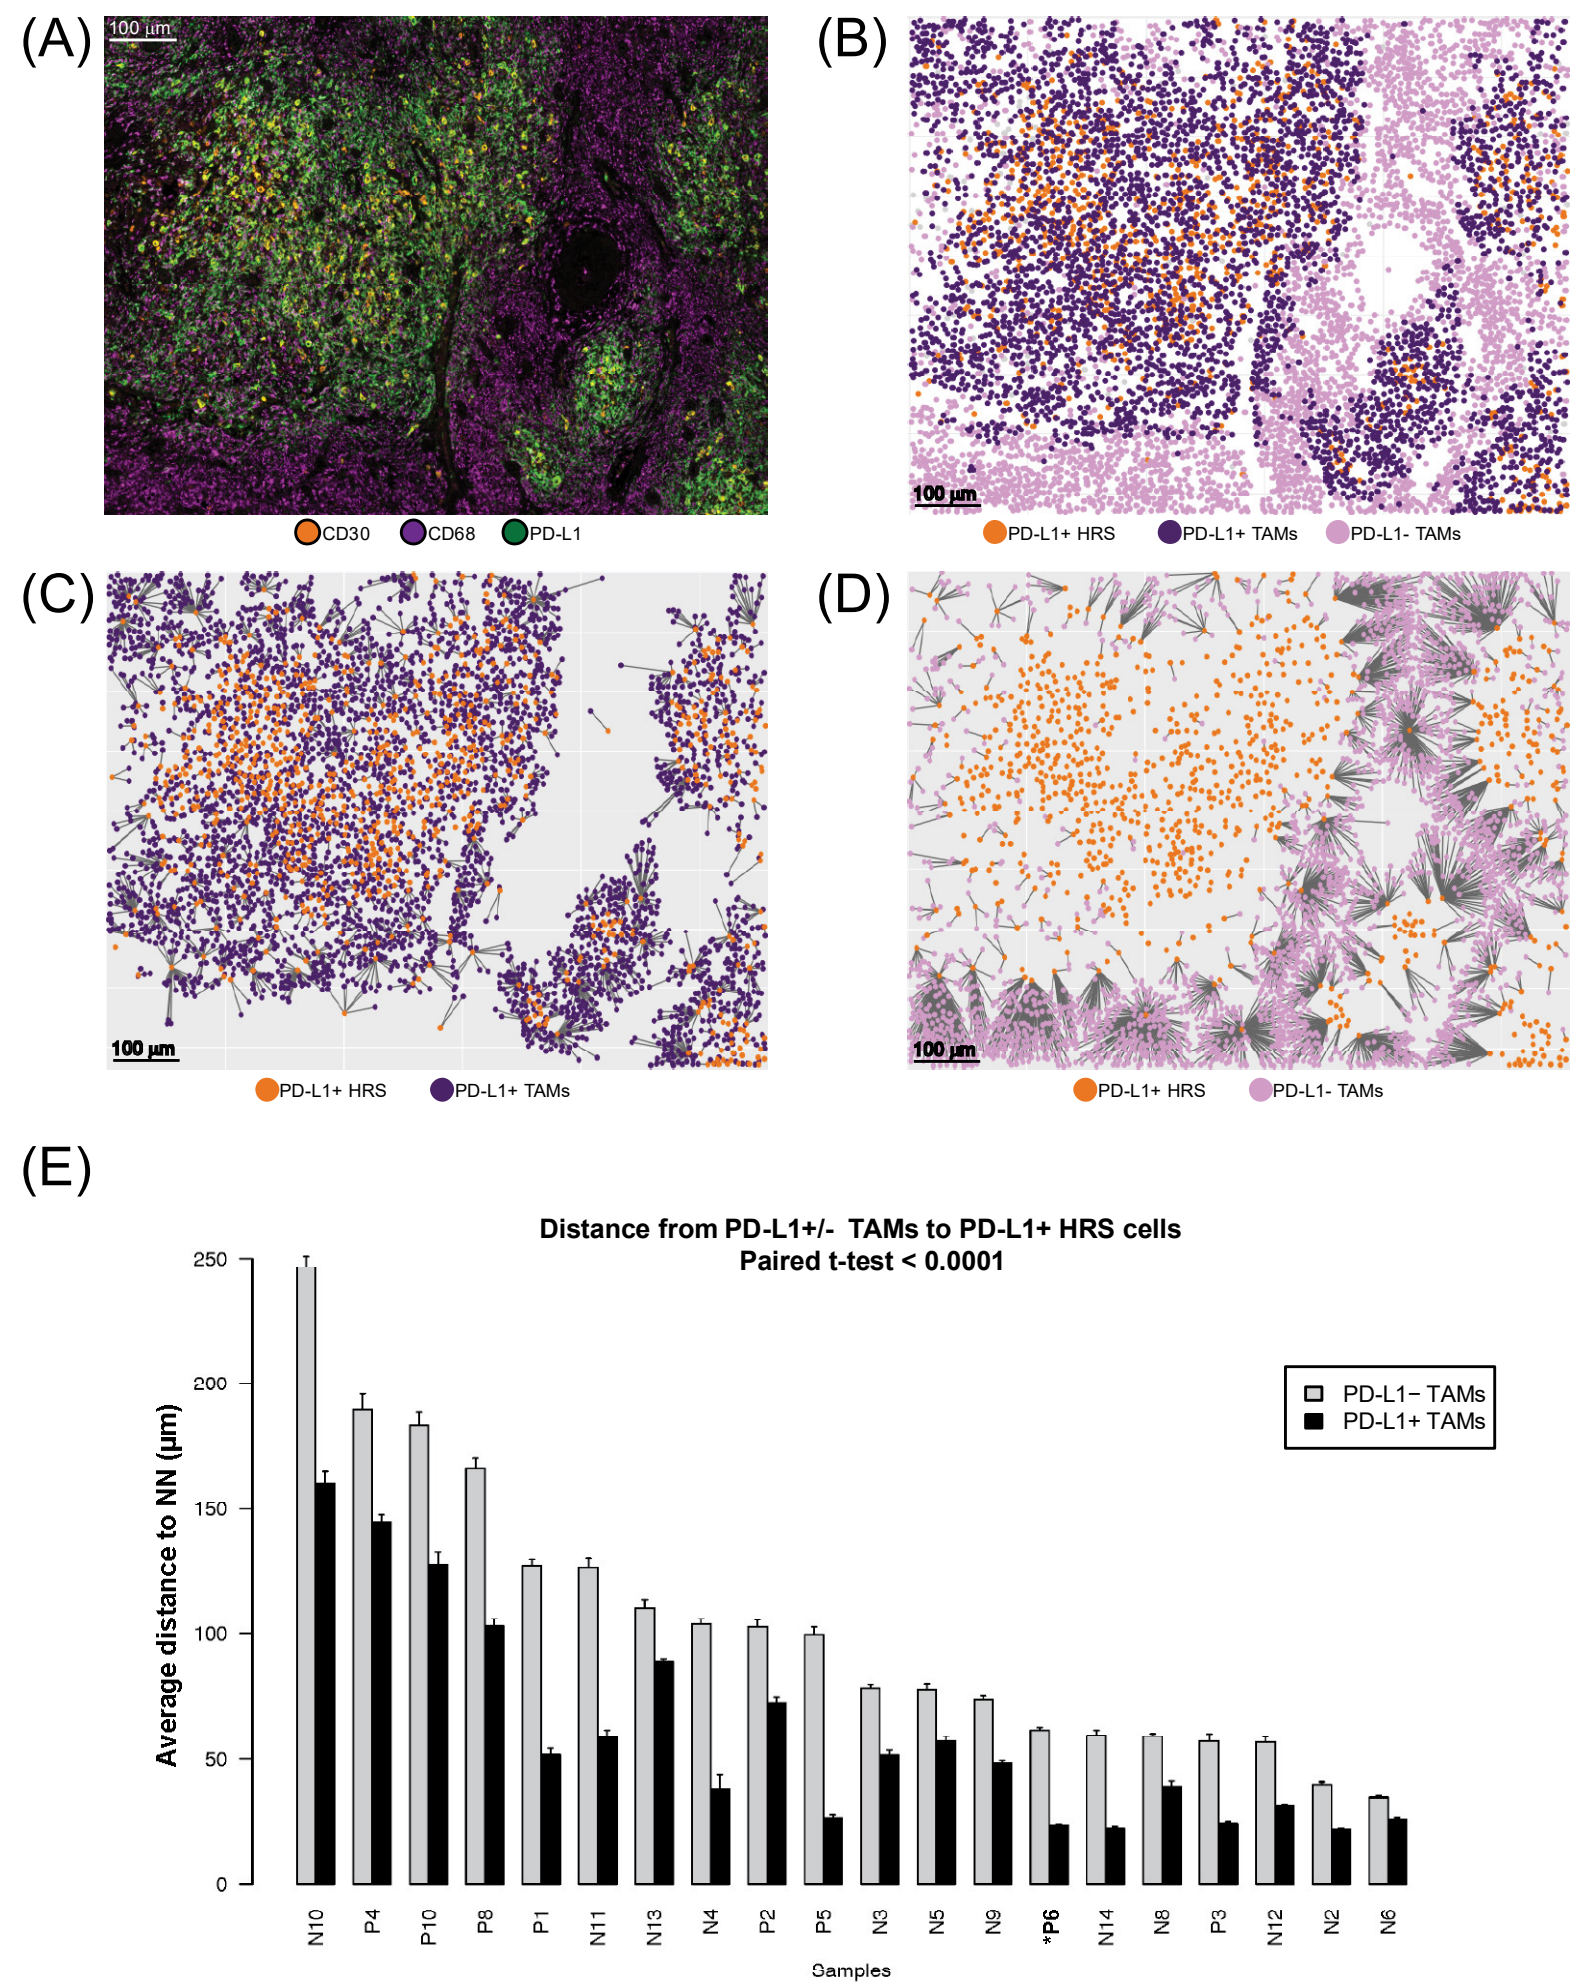 (A)
100 µm
CD30 CD68 PD-L1
(B)
100 µm
PD-L1+ HRS PD-L1+ TAMs PD-L1- TAMs
(C)
100 µm
PD-L1+ HRS PD-L1+ TAMs
(D)
100 µm
PD-L1+ HRS PD-L1- TAMs
(E)
Distance from PD-L1+/- TAMs to PD-L1+ HRS cells
Paired t-test < 0.0001
Average distance to NN (µm)
250
200
150
100
50
0
PD-L1− TAMs
PD-L1+ TAMs
N10 P4 P10 P8 P1 N11 N13 N4 P2 P5 N3 N5 N9 *P6 N14 N8 P3 N12 N2 N6
Samples